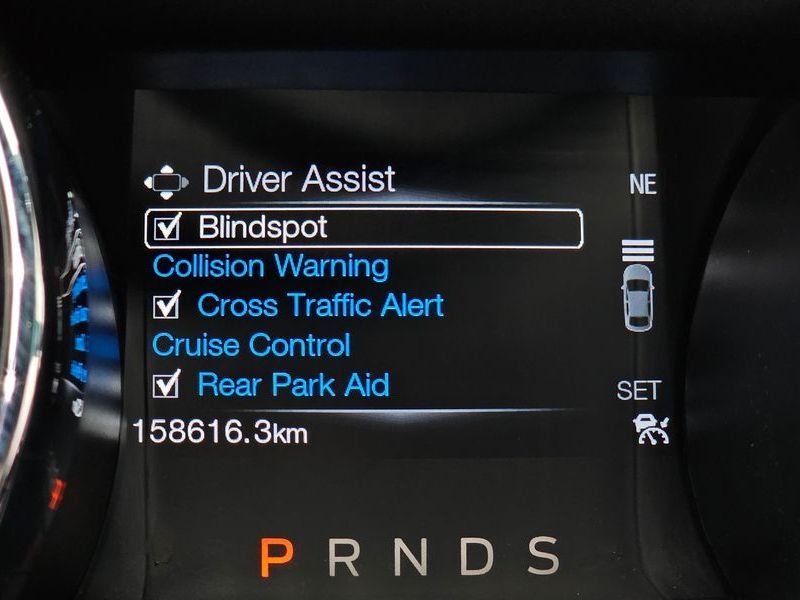 Driver Assist
NE
Blindspot
Collision Warning
Cross Traffic Alert
Cruise Control
Rear Park Aid
SET
158616.3km
P R N D S